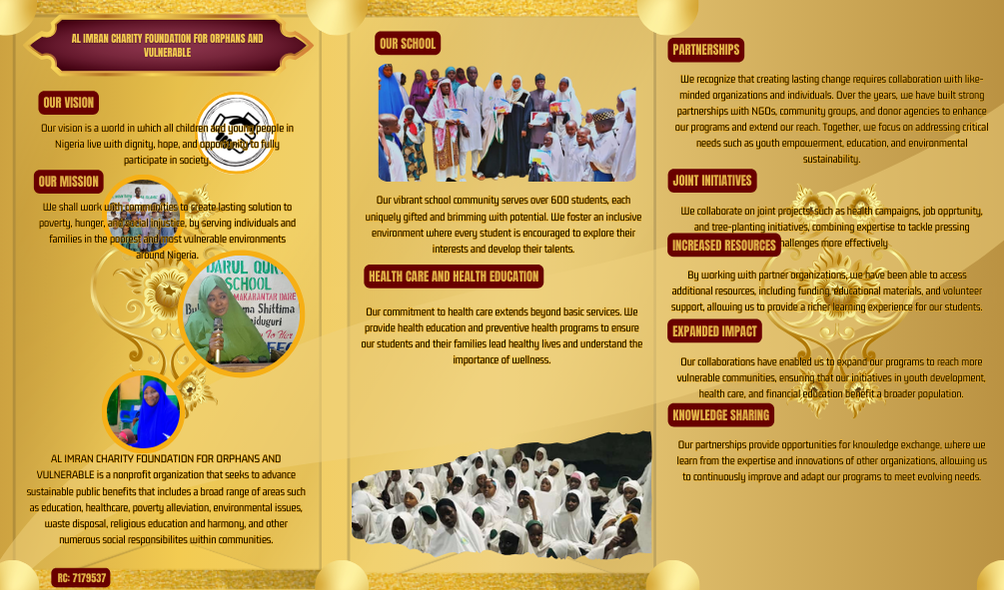 AL IMRAN CHARITY FOUNDATION FOR ORPHANS AND
VULNERABLE
OUR VISION
Our vision is a world in which all children and young people in
Nigeria live with dignity, hope, and opportunity to fully
participate in society.
OUR MISSION
We shall work with communities to create lasting solution to
poverty, hunger, and social injustice, by serving individuals and
families in the poorest and most vulnerable environments
around Nigeria.
DARUL QUR
SCHOOL
MAKARANTAR DARE
Shittima
iduguri
AL IMRAN CHARITY FOUNDATION FOR ORPHANS AND
VULNERABLE is a nonprofit organization that seeks to advance
sustainable public benefits that includes a broad range of areas such
as education, healthcare, poverty alleviation, environmental issues,
waste disposal, religious education and harmony, and other
numerous social responsibilites within communities.
RC: 7179537
OUR SCHOOL
Our vibrant school community serves over 600 students, each
uniquely gifted and brimming with potential. We foster an inclusive
environment where every student is encouraged to explore their
interests and develop their talents.
HEALTH CARE AND HEALTH EDUCATION
Our commitment to health care extends beyond basic services. We
provide health education and preventive health programs to ensure
our students and their families lead healthy lives and understand the
importance of wellness.
PARTNERSHIPS
We recognize that creating lasting change requires collaboration with like-
minded organizations and individuals. Over the years, we have built strong
partnerships with NGOs, community groups, and donor agencies to enhance
our programs and extend our reach. Together, we focus on addressing critical
needs such as youth empowerment, education, and environmental
sustainability.
JOINT INITIATIVES
We collaborate on joint projects such as health campaigns, job opprtunity,
and tree-planting initiatives, combining expertise to tackle pressing
challenges more effectively
INCREASED RESOURCES
By working with partner organizations, we have been able to access
additional resources, including funding, educational materials, and volunteer
support, allowing us to provide a richer learning experience for our students.
EXPANDED IMPACT
Our collaborations have enabled us to expand our programs to reach more
vulnerable communities, ensuring that our initiatives in youth development,
health care, and financial education benefit a broader population.
KNOWLEDGE SHARING
Our partnerships provide opportunities for knowledge exchange, where we
learn from the expertise and innovations of other organizations, allowing us
to continuously improve and adapt our programs to meet evolving needs.